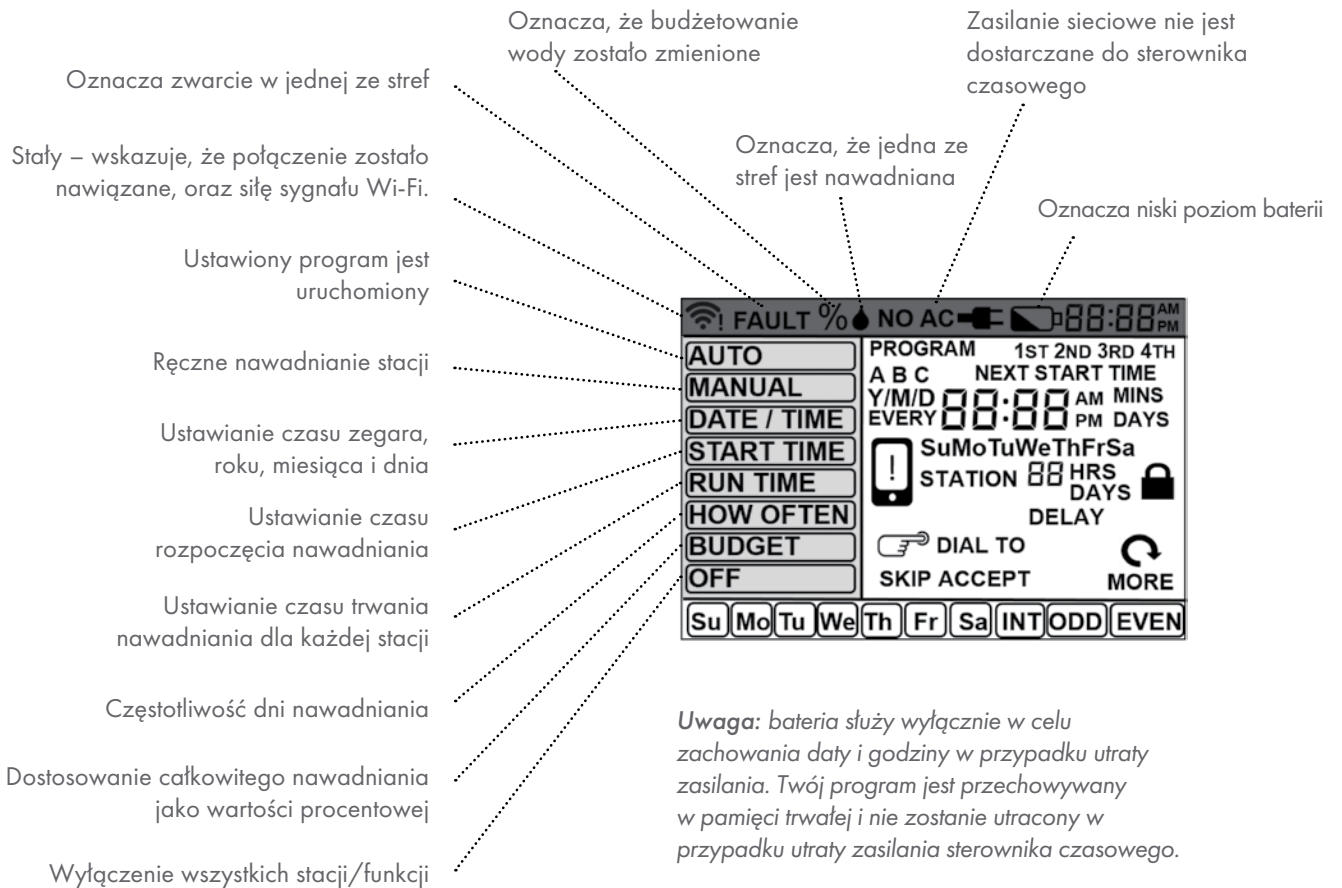 Oznacza, że budżetowanie
wody zostało zmienione
Zasilanie sieciowe nie jest
dostarczane do sterownika
czasowego
Oznacza zwarcie w jednej ze stref
Oznacza, że jedna ze
stref jest nawadniana
Stały – wskazuje, że połączenie zostało
nawiązane, oraz siłę sygnału Wi-Fi.
Oznacza niski poziom baterii
Ustawiony program jest
uruchomiony
Ręczne nawadnianie stacji
Ustawianie czasu zegara,
roku, miesiąca i dnia
Ustawianie czasu
rozpoczęcia nawadniania
Ustawianie czasu trwania
nawadniania dla każdej stacji
Częstotliwość dni nawadniania
Dostosowanie całkowitego nawadniania
jako wartości procentowej
Wyłączenie wszystkich stacji/funkcji
! FAULT % NO AC 88:88 AM PM
AUTO
MANUAL
DATE / TIME
START TIME
RUN TIME
HOW OFTEN
BUDGET
OFF
PROGRAM 1ST 2ND 3RD 4TH
A B C NEXT START TIME
Y/M/D 88:88 AM MINS
EVERY PM DAYS
SuMoTuWeThFrSa
! STATION 88 HRS
DAYS
DELAY
DIAL TO
SKIP ACCEPT MORE
Su Mo Tu We Th Fr Sa INT ODD EVEN
Uwaga: bateria służy wyłącznie w celu
zachowania daty i godziny w przypadku utraty
zasilania. Twój program jest przechowywany
w pamięci trwałej i nie zostanie utracony w
przypadku utraty zasilania sterownika czasowego.